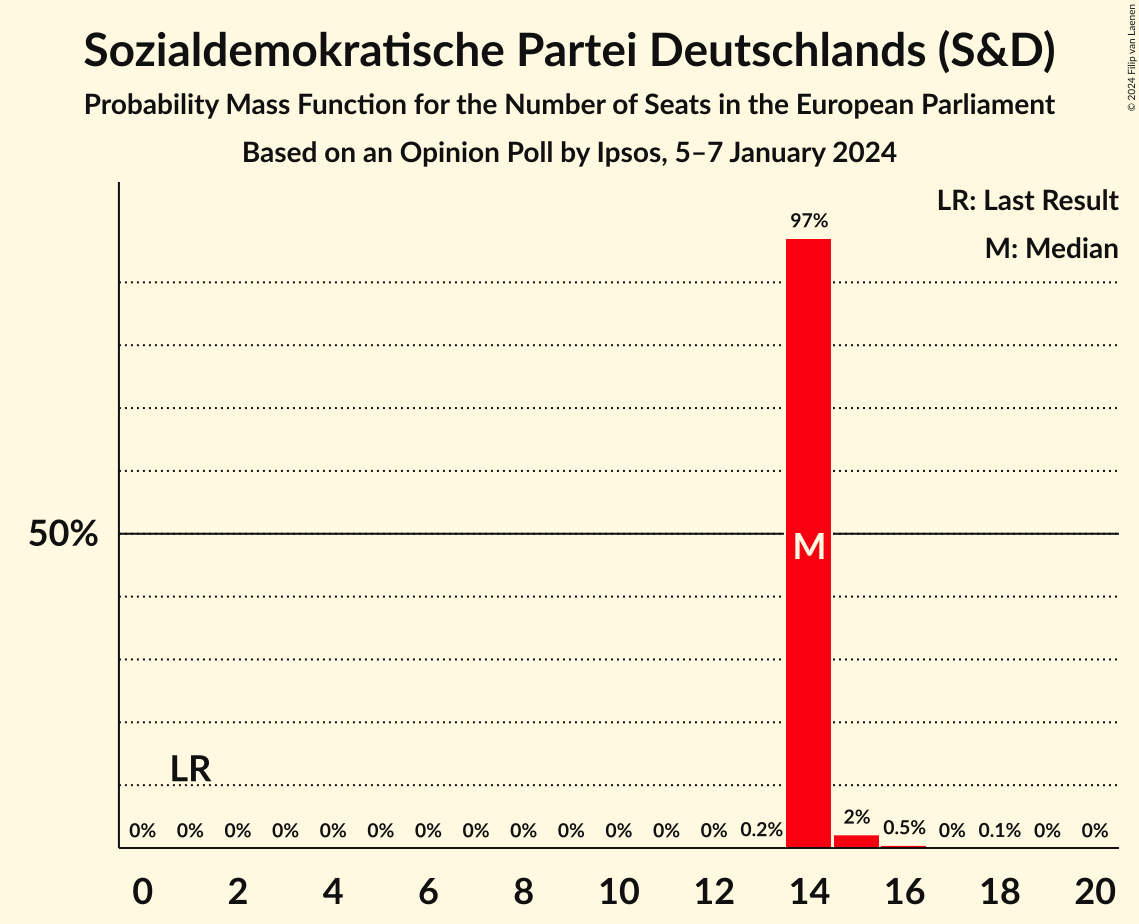 Sozialdemokratische Partei Deutschlands (S&D)
Probability Mass Function for the Number of Seats in the European Parliament
Based on an Opinion Poll by Ipsos, 5–7 January 2024
© 2024 Filip van Laenen
LR: Last Result
M: Median
97%
50%
M
LR
0% 0% 0% 0% 0% 0% 0% 0% 0% 0% 0% 0% 0% 0.2% 2% 0.5% 0% 0.1% 0% 0%
0 2 4 6 8 10 12 14 16 18 20